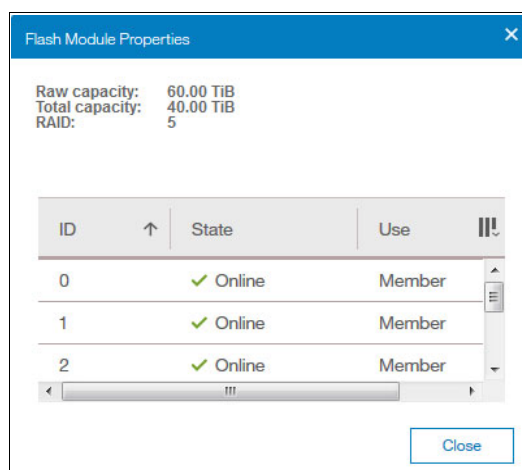 Flash Module Properties
Raw capacity: 60.00 TiB
Total capacity: 40.00 TiB
RAID: 5
ID State Use
0 Online Member
1 Online Member
2 Online Member
Close